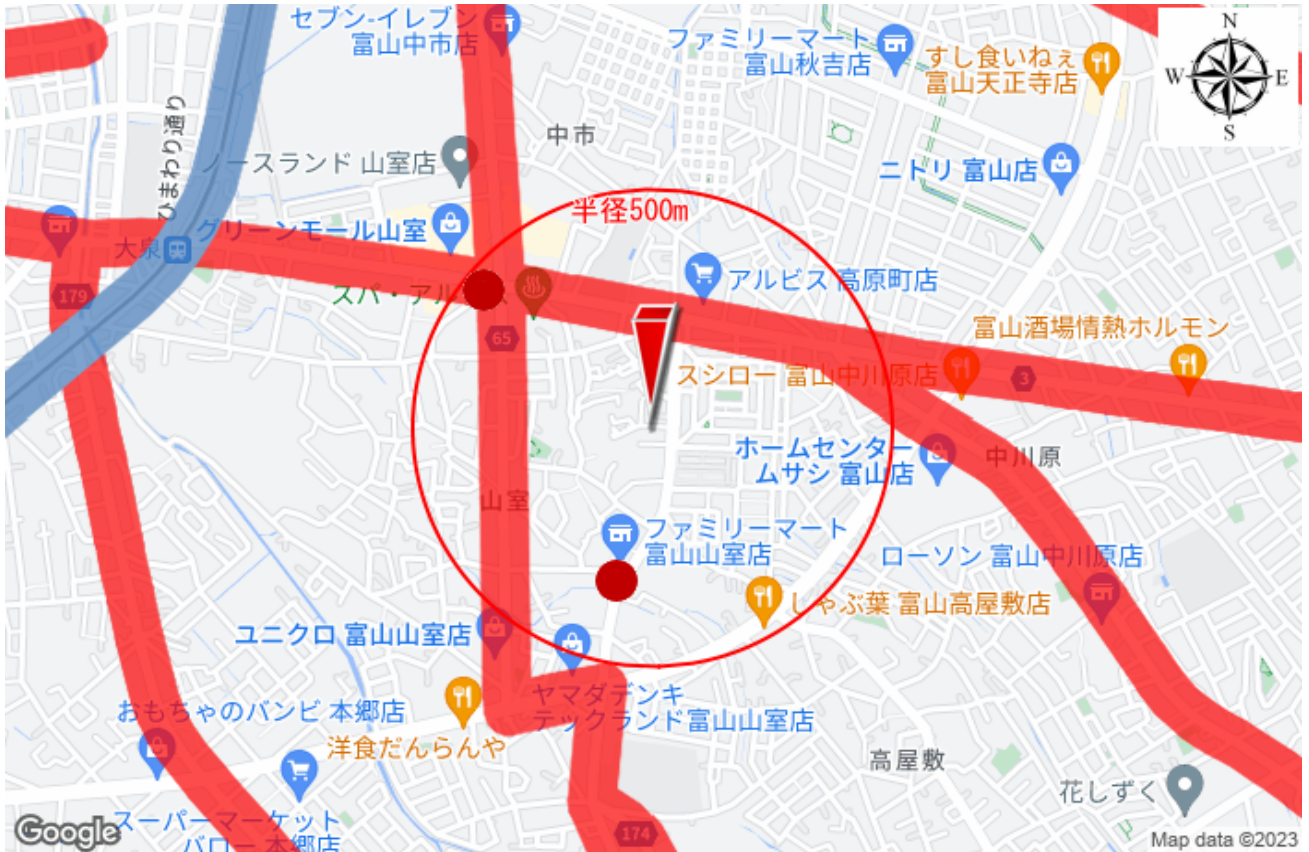 セブン-イレブン
富山中市店
ファミリーマート
富山秋吉店
すし食いねぇ
富山天正寺店
N
W
E
S
ひまわり通り
中市
ノースランド 山室店
ニトリ 富山店
半径500m
グリーンモール山室
大泉
アルビス 高原町店
179
スパ・アル
65
富山酒場情熱ホルモン
スシロー 富山中川原店
3
ホームセンター
ムサシ 富山店
中川原
山室
ファミリーマート
富山山室店
ローソン 富山中川原店
しゃぶ葉 富山高屋敷店
ユニクロ 富山山室店
ヤマダデンキ
テックランド富山山室店
おもちゃのバンビ 本郷店
洋食だんらんや
高屋敷
花しずく
スーパーマーケット
バロー 本郷店
174
Google
Map data ©2023